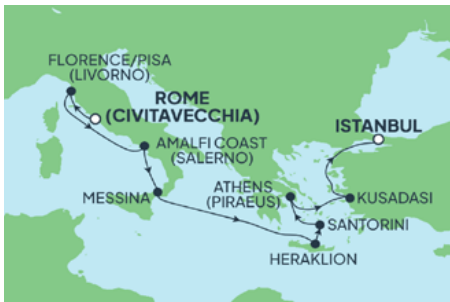 FLORENCE/PISA
(LIVORNO)
ROME
(CIVITAVECCHIA)
ISTANBUL
AMALFI COAST
(SALERNO)
ATHENS
(PIRAEUS)
MESSINA
KUSADASI
SANTORINI
HERAKLION